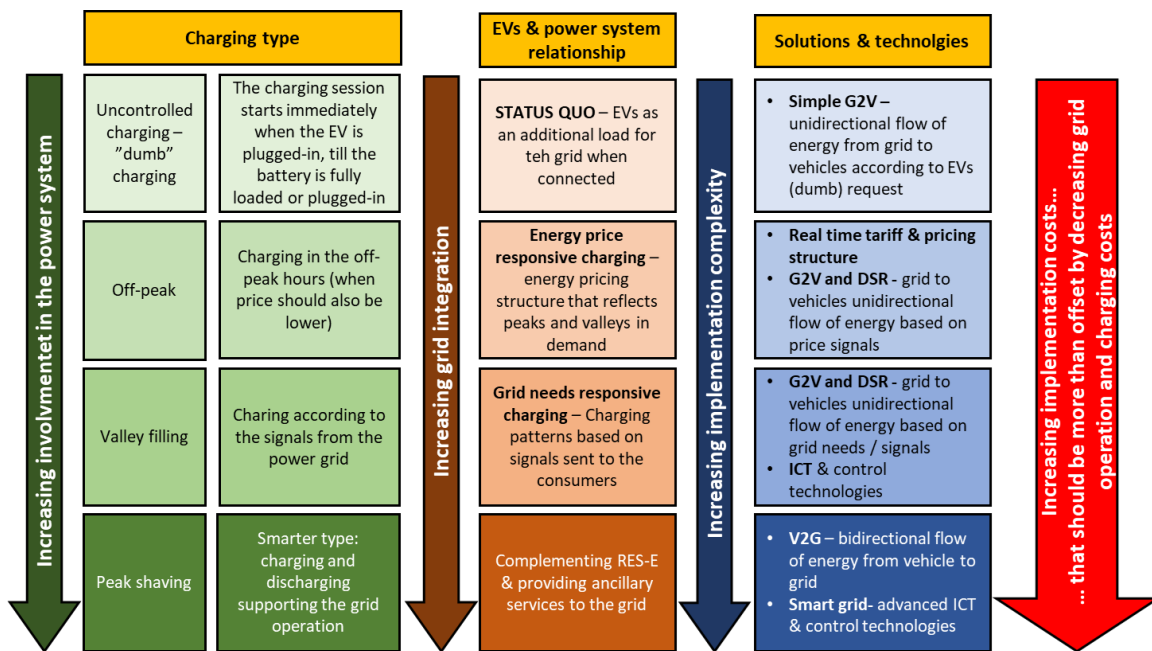 Charging type
EVs & power system
relationship
Solutions & technolgies
Increasing involvmentet in the power system
Uncontrolled
charging –
”dumb”
charging
The charging session
starts immediately
when the EV is
plugged-in, till the
battery is fully
loaded or plugged-in
Increasing grid integration
STATUS QUO – EVs as
an additional load for
teh grid when
connected
Increasing implementation complexity
• Simple G2V –
unidirectional flow of
energy from grid to
vehicles according to EVs
(dumb) request
Increasing implementation costs...
... that should be more than offset by decreasing grid
operation and charging costs
Off-peak
Charging in the off-
peak hours (when
price should also be
lower)
Energy price
responsive charging –
energy pricing
structure that reflects
peaks and valleys in
demand
• Real time tariff & pricing
structure
• G2V and DSR - grid to
vehicles unidirectional
flow of energy based on
price signals
Valley filling
Charing according to
the signals from the
power grid
Grid needs responsive
charging – Charging
patterns based on
signals sent to the
consumers
• G2V and DSR - grid to
vehicles unidirectional
flow of energy based on
grid needs / signals
• ICT & control
technologies
Peak shaving
Smarter type:
charging and
discharging
supporting the grid
operation
Complementing RES-E
& providing ancillary
services to the grid
• V2G – bidirectional flow
of energy from vehicle to
grid
• Smart grid- advanced ICT
& control technologies